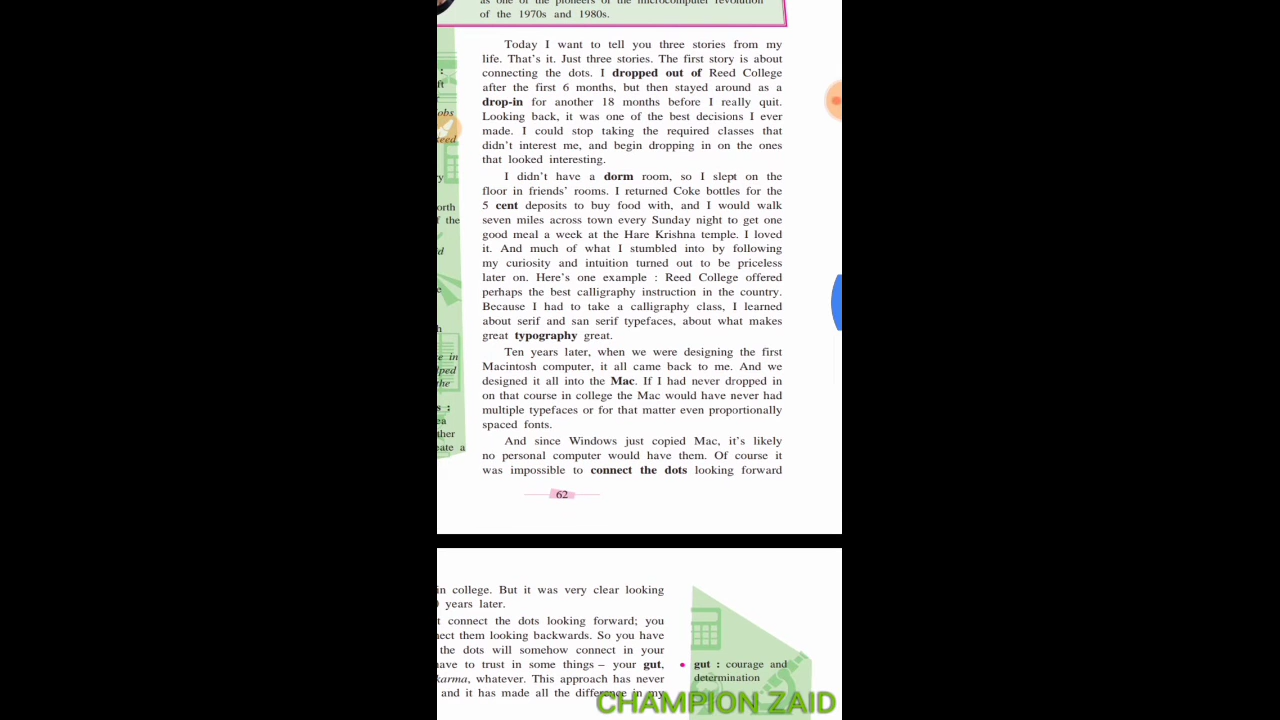 as one of the pioneers of the microcomputer revolution
of the 1970s and 1980s.
Today I want to tell you three stories from my
life. That's it. Just three stories. The first story is about
connecting the dots. I dropped out of Reed College
after the first 6 months, but then stayed around as a
drop-in for another 18 months before I really quit.
Looking back, it was one of the best decisions I ever
made. I could stop taking the required classes that
didn't interest me, and begin dropping in on the ones
that looked interesting.
I didn't have a dorm room, so I slept on the
floor in friends' rooms. I returned Coke bottles for the
5 cent deposits to buy food with, and I would walk
seven miles across town every Sunday night to get one
good meal a week at the Hare Krishna temple. I loved
it. And much of what I stumbled into by following
my curiosity and intuition turned out to be priceless
later on. Here's one example : Reed College offered
perhaps the best calligraphy instruction in the country.
Because I had to take a calligraphy class, I learned
about serif and san serif typefaces, about what makes
great typography great.
Ten years later, when we were designing the first
Macintosh computer, it all came back to me. And we
designed it all into the Mac. If I had never dropped in
on that course in college the Mac would have never had
multiple typefaces or for that matter even proportionally
spaced fonts.
And since Windows just copied Mac, it's likely
no personal computer would have them. Of course it
was impossible to connect the dots looking forward
62
in college. But it was very clear looking
years later.
connect the dots looking forward; you
them looking backwards. So you have
the dots will somehow connect in your
to trust in some things – your gut,
karma, whatever. This approach has never
and it has made all the difference in my
• gut : courage and
determination
CHAMPION ZAID